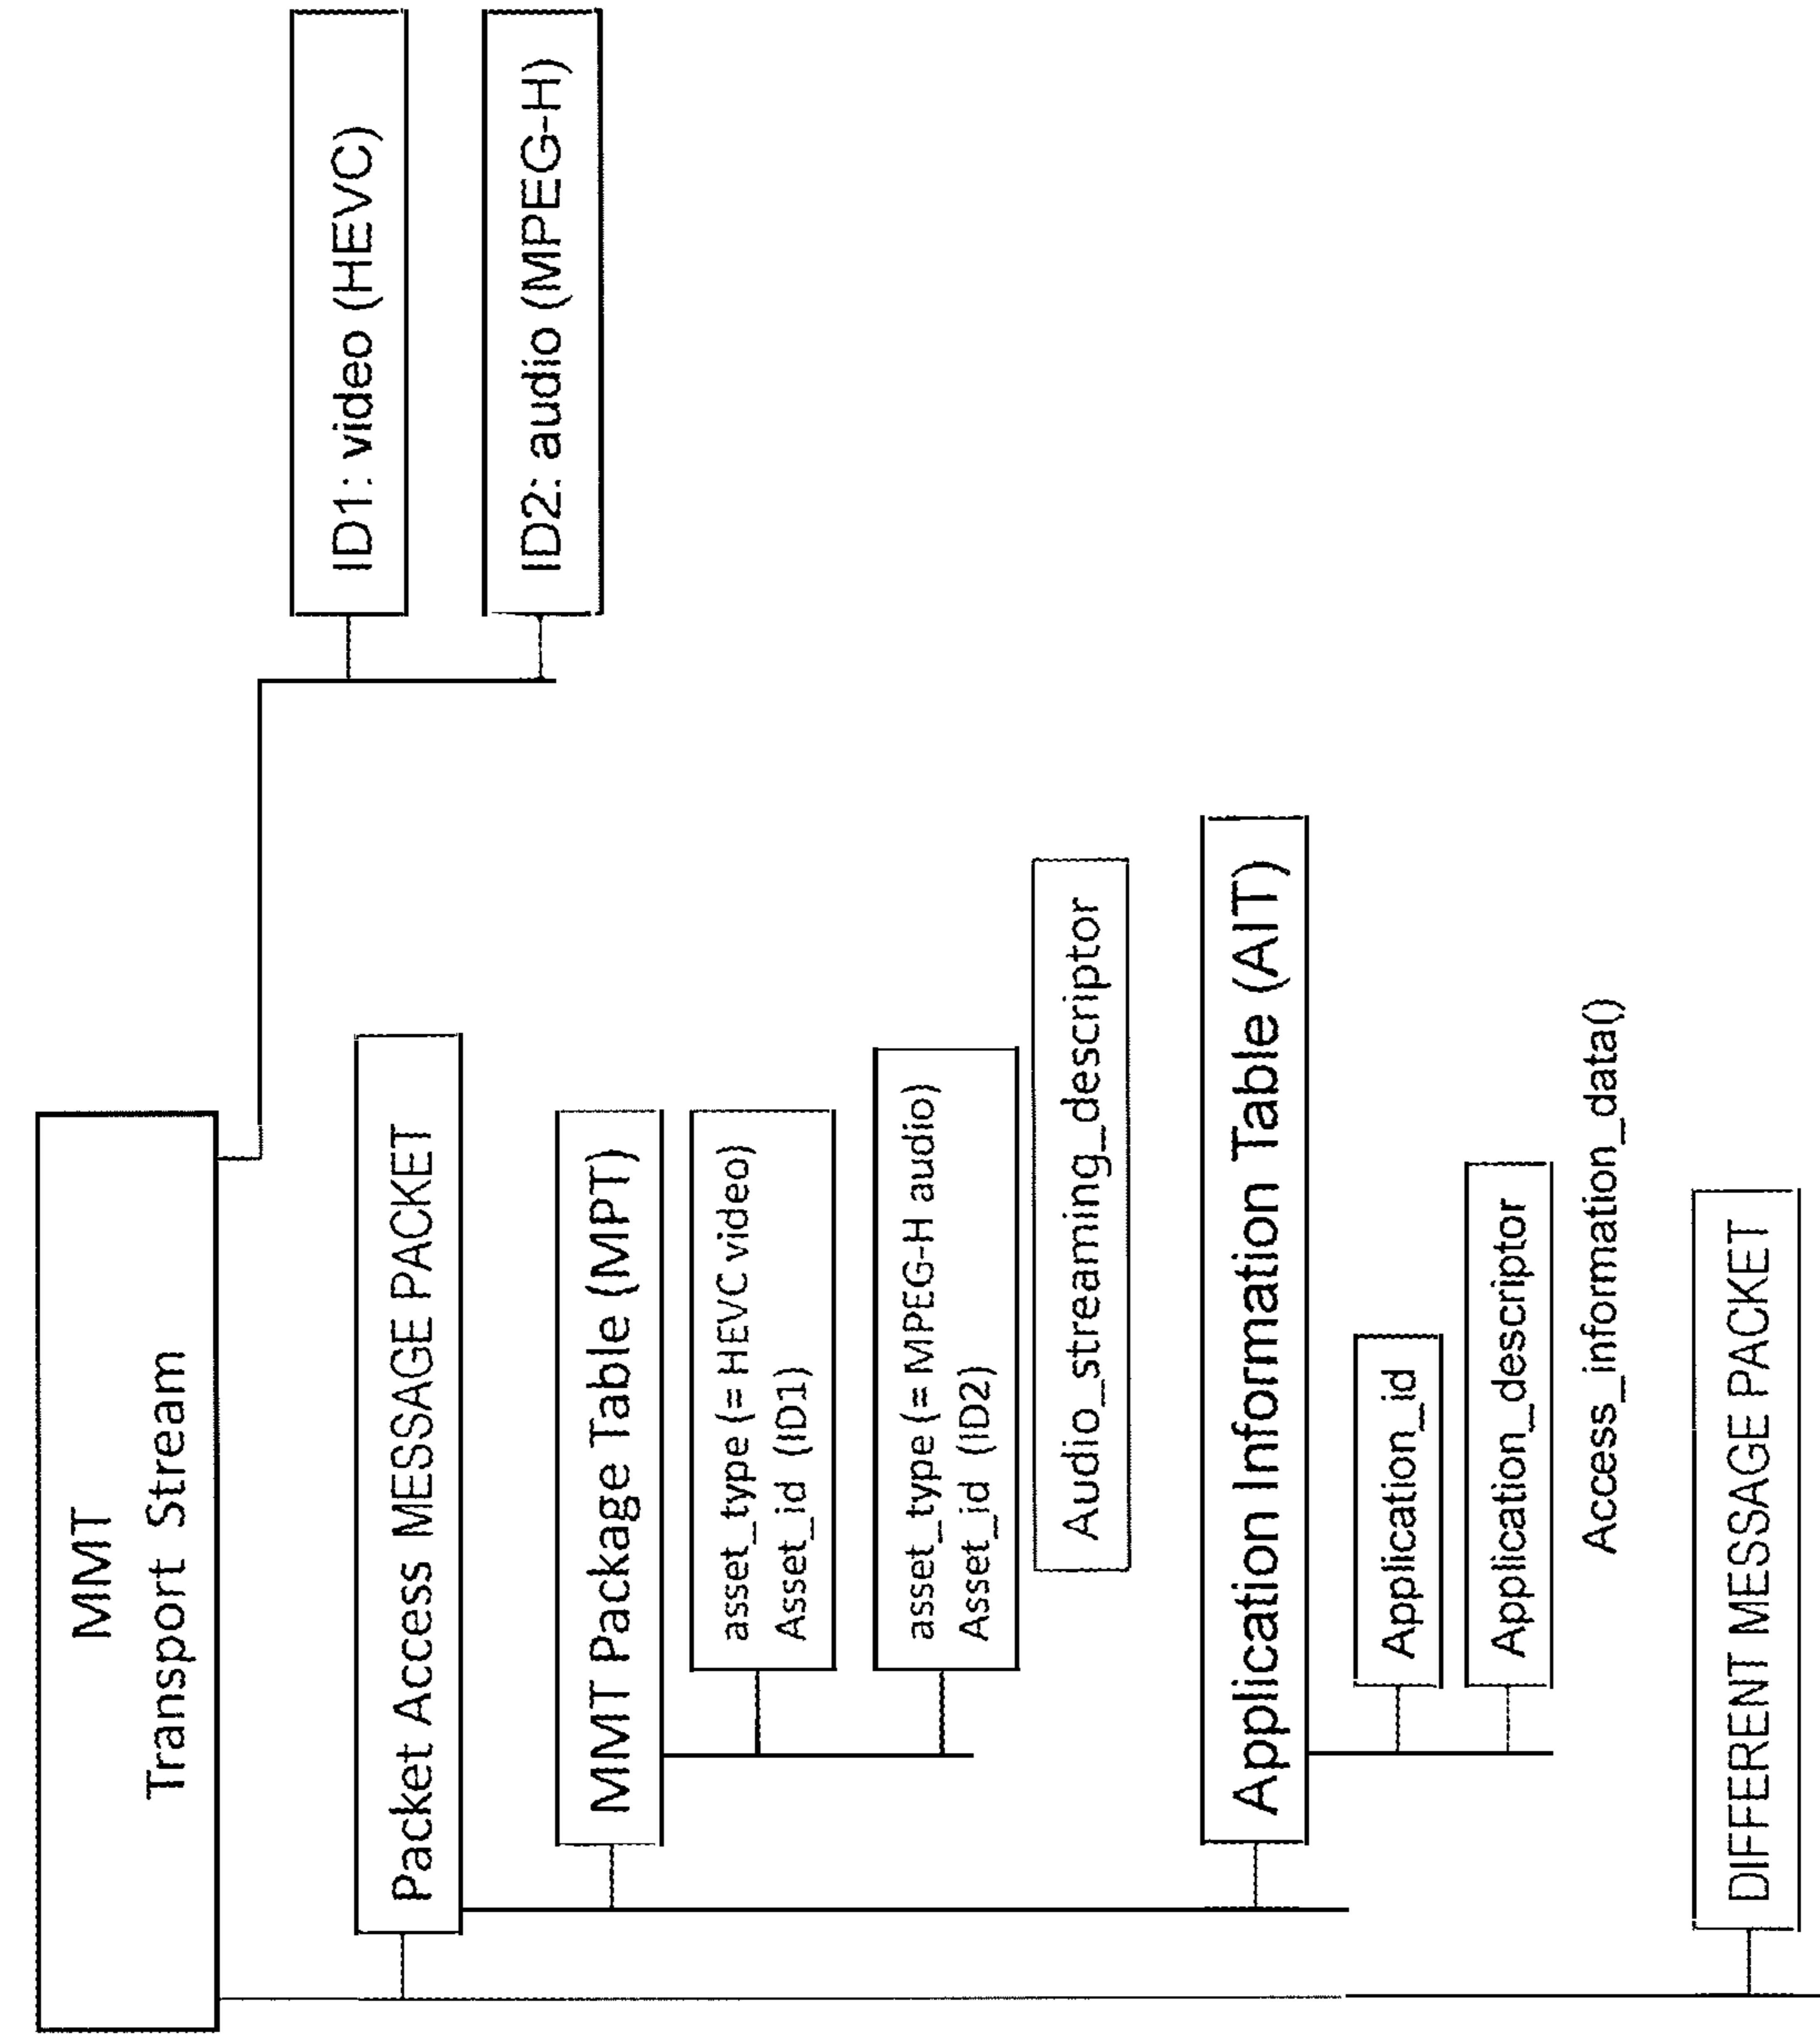 MMT
Transport Stream
ID1: video (HEVC)
ID2: audio (MPEG-H)
Packet Access MESSAGE PACKET
MMT Package Table (MPT)
asset_type (= HEVC video)
Asset_id (ID1)
asset_type (= MPEG-H audio)
Asset_id (ID2)
Audio_streaming_descriptor
Application Information Table (AIT)
Application_id
Application_descriptor
Access_information_data()
DIFFERENT MESSAGE PACKET